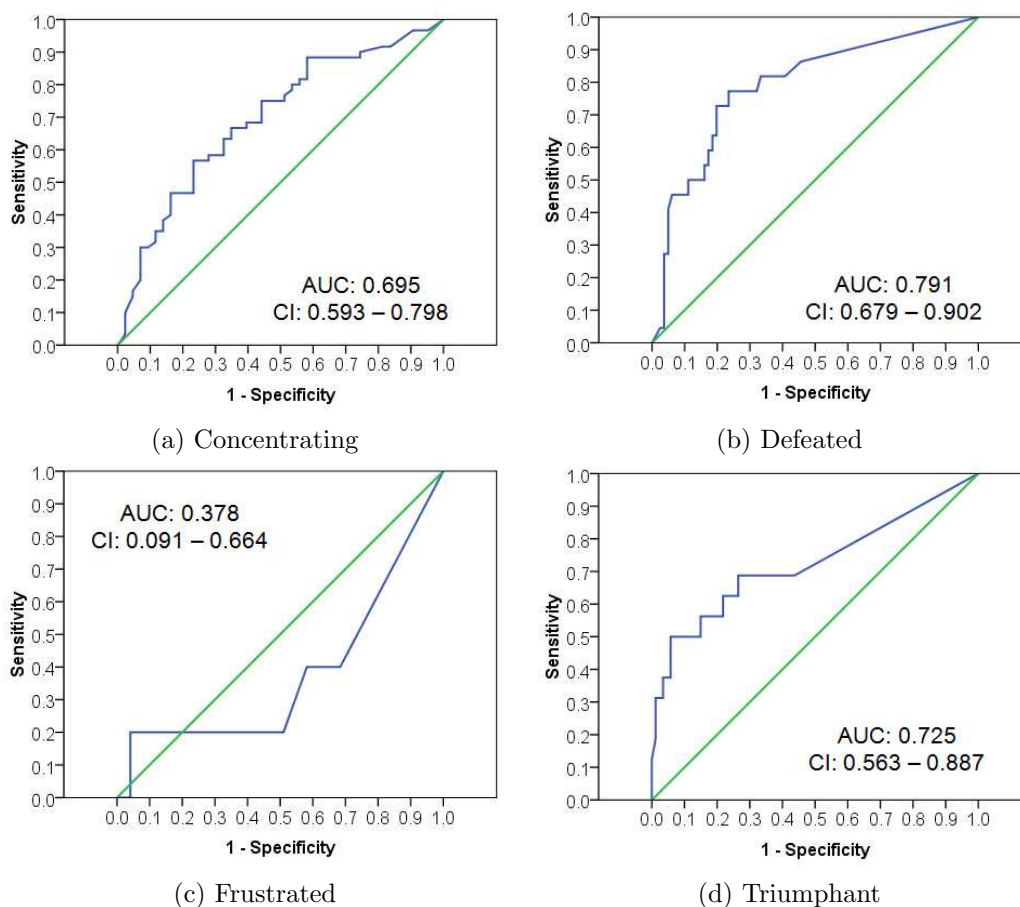 1.0
0.9
0.8
0.7
0.6
0.5
0.4
0.3
0.2
0.1
0.0
Sensitivity
AUC: 0.695
CI: 0.593 – 0.798
0.0 0.1 0.2 0.3 0.4 0.5 0.6 0.7 0.8 0.9 1.0
1 - Specificity
(a) Concentrating
1.0
0.9
0.8
0.7
0.6
0.5
0.4
0.3
0.2
0.1
0.0
Sensitivity
AUC: 0.791
CI: 0.679 – 0.902
0.0 0.1 0.2 0.3 0.4 0.5 0.6 0.7 0.8 0.9 1.0
1 - Specificity
(b) Defeated
1.0
0.9
0.8
0.7
0.6
0.5
0.4
0.3
0.2
0.1
0.0
Sensitivity
AUC: 0.378
CI: 0.091 – 0.664
0.0 0.1 0.2 0.3 0.4 0.5 0.6 0.7 0.8 0.9 1.0
1 - Specificity
(c) Frustrated
1.0
0.9
0.8
0.7
0.6
0.5
0.4
0.3
0.2
0.1
0.0
Sensitivity
AUC: 0.725
CI: 0.563 – 0.887
0.0 0.1 0.2 0.3 0.4 0.5 0.6 0.7 0.8 0.9 1.0
1 - Specificity
(d) Triumphant